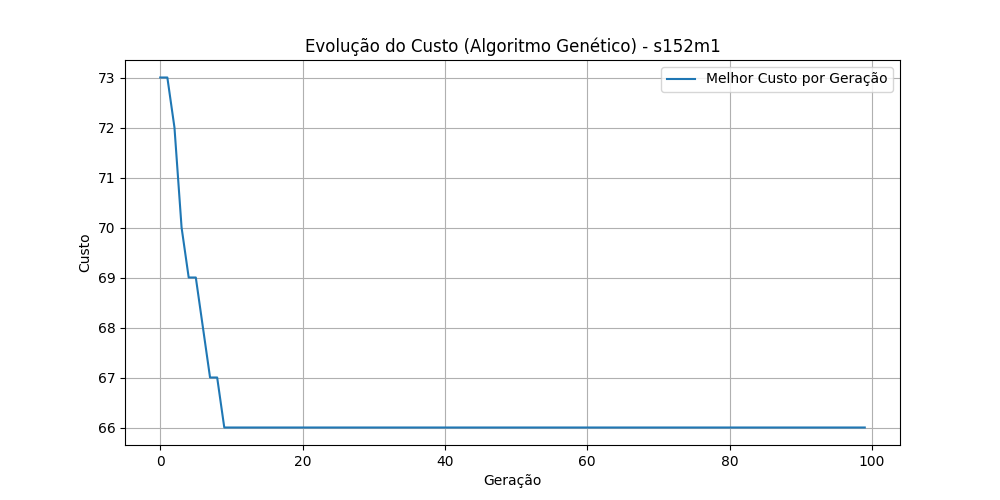 Evolução do Custo (Algoritmo Genético) - s152m1
Melhor Custo por Geração
Custo
73
72
71
70
69
68
67
66
0 20 40 60 80 100
Geração